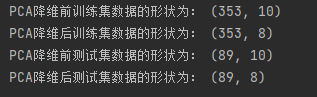 PCA降维前训练集数据的形状为: (353, 10)
PCA降维后训练集数据的形状为: (353, 8)
PCA降维前测试集数据的形状为: (89, 10)
PCA降维后测试集数据的形状为: (89, 8)